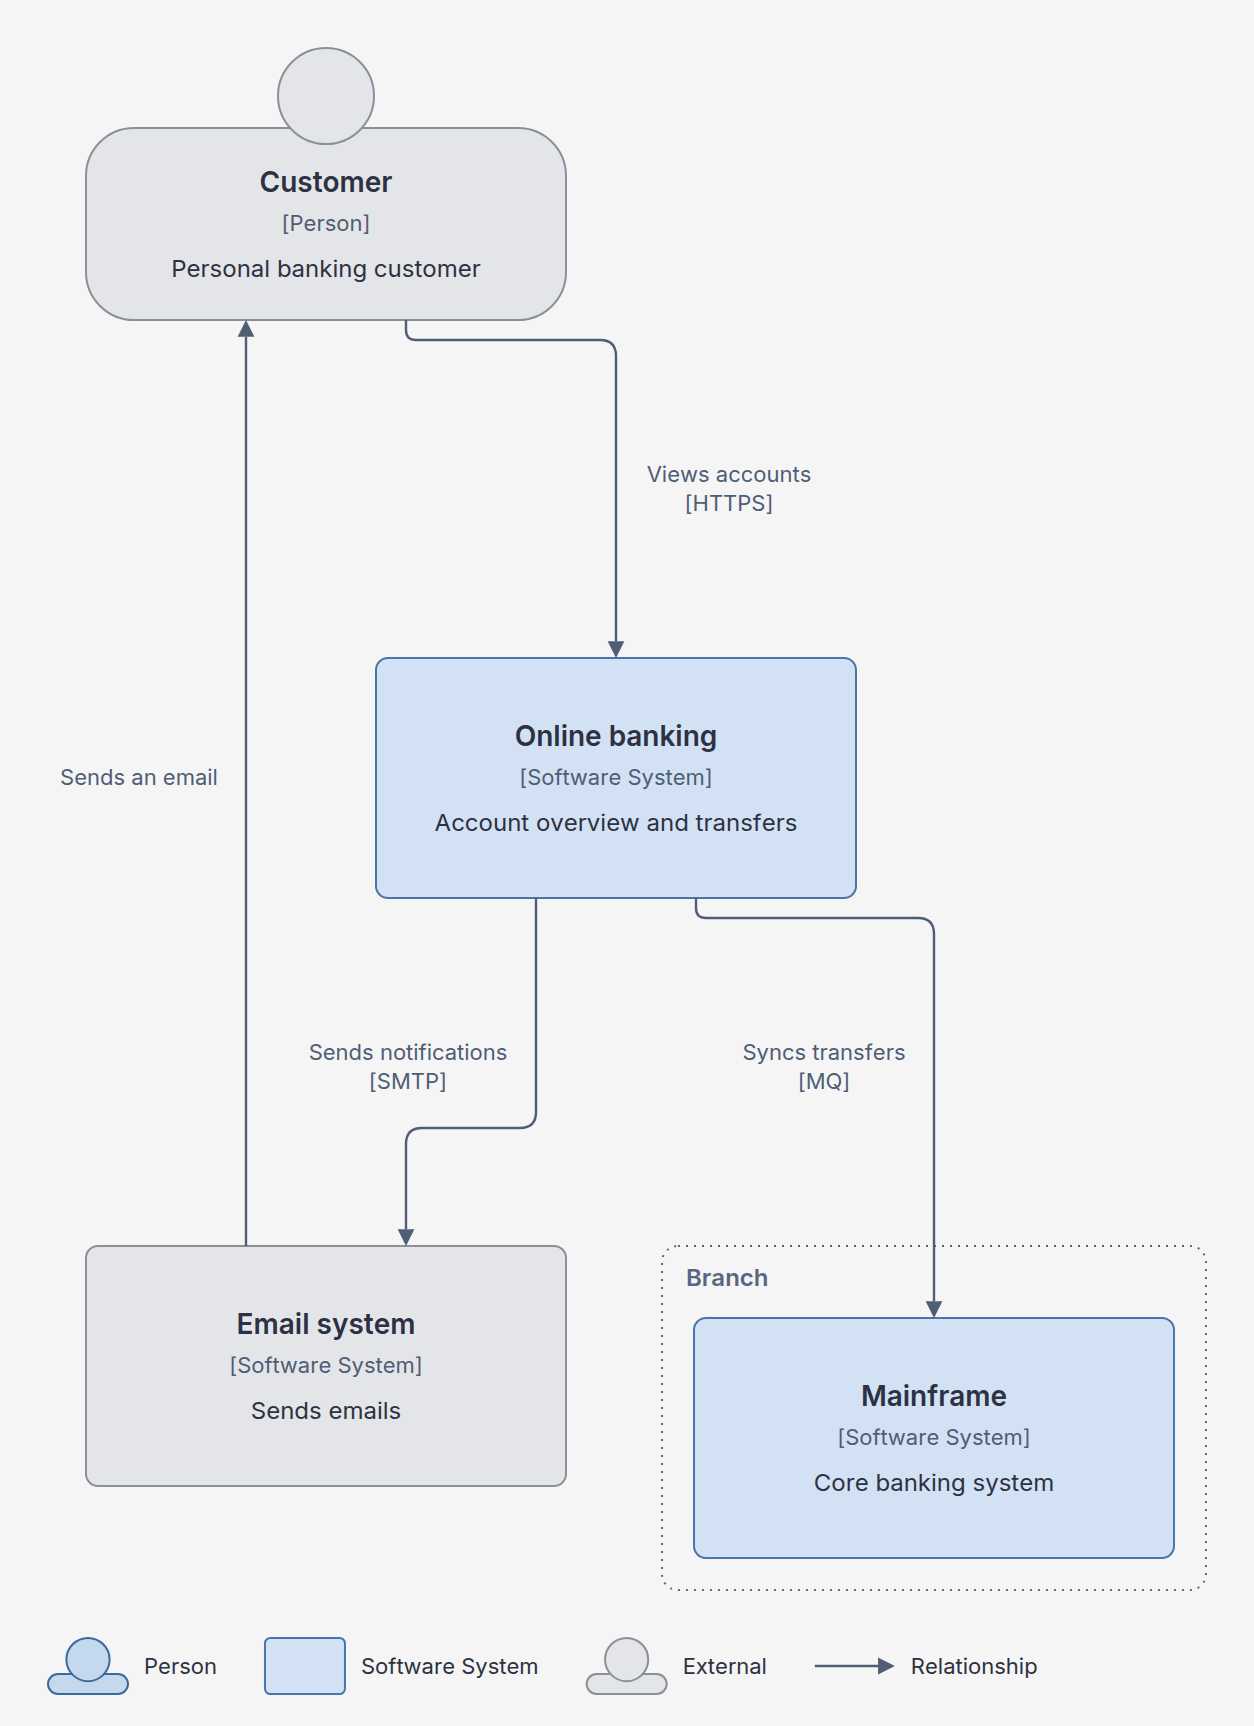 Customer
[Person]
Personal banking customer
Views accounts
[HTTPS]
Online banking
[Software System]
Account overview and transfers
Sends an email
Sends notifications
[SMTP]
Syncs transfers
[MQ]
Email system
[Software System]
Sends emails
Branch
Mainframe
[Software System]
Core banking system
Person
Software System
External
Relationship